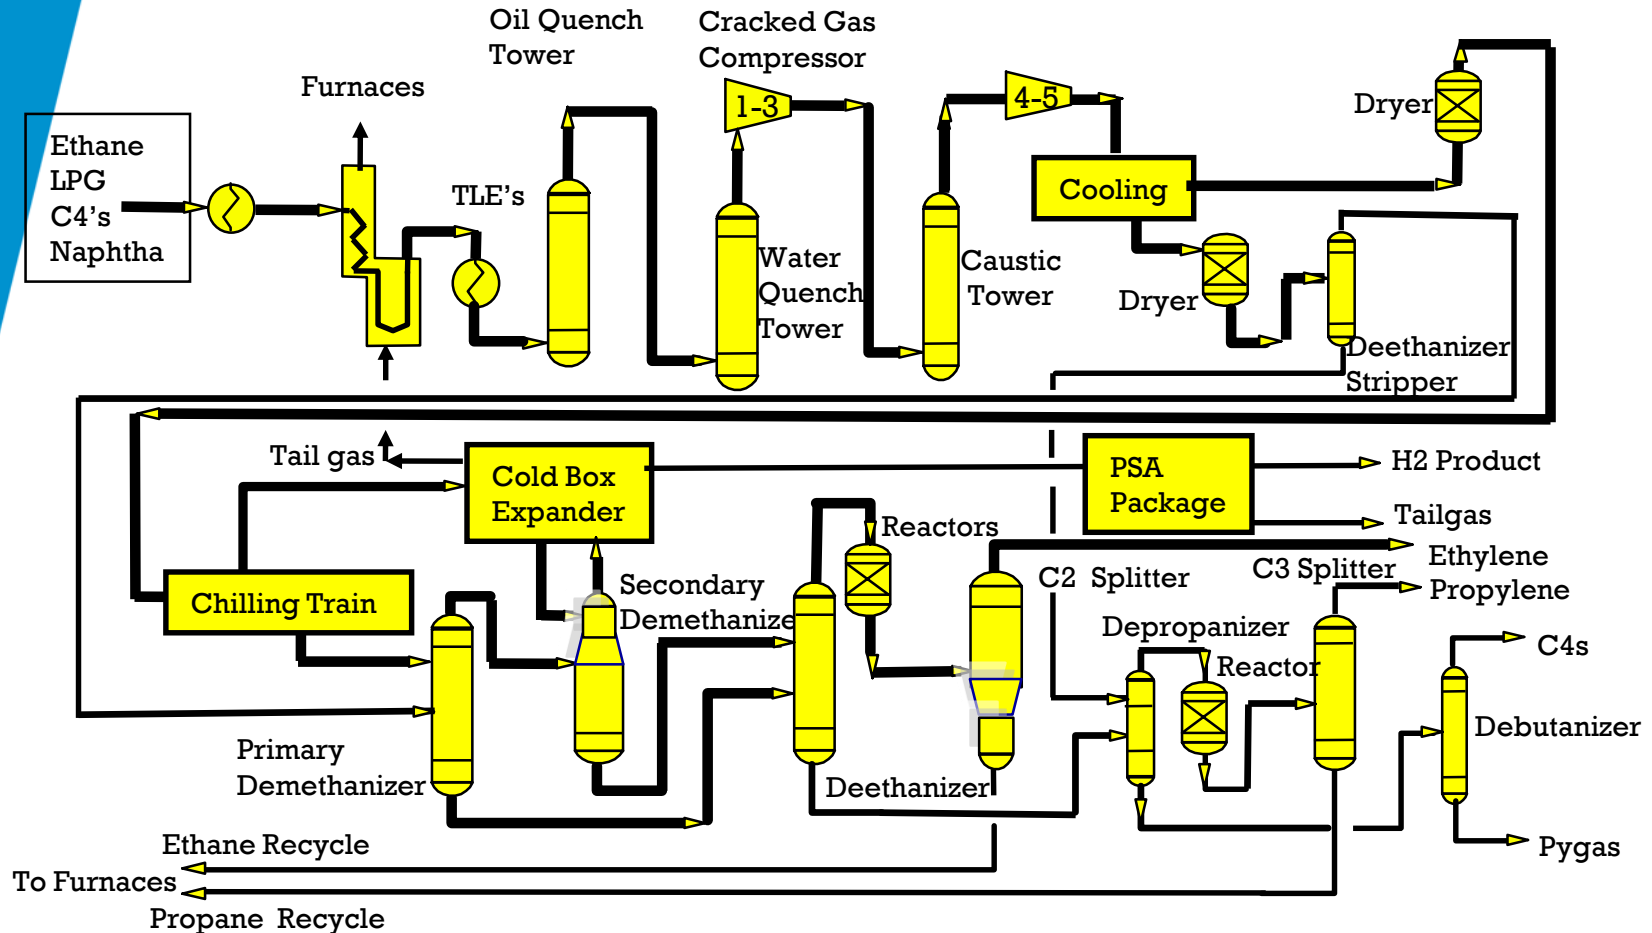 Oil Quench
Tower
Cracked Gas
Compressor
Furnaces
1-3
4-5
Dryer
Ethane
LPG
C4's
Naphtha
TLE's
Cooling
Water
Quench
Tower
Caustic
Tower
Dryer
Deethanizer
Stripper
Tail gas
Cold Box
Expander
PSA
Package
H2 Product
Tailgas
Reactors
Ethylene
C2 Splitter
C3 Splitter
Propylene
Chilling Train
Secondary
Demethanize
Depropanizer
Reactor
C4s
Debutanizer
Primary
Demethanizer
Deethanizer
Ethane Recycle
Pygas
To Furnaces
Propane Recycle